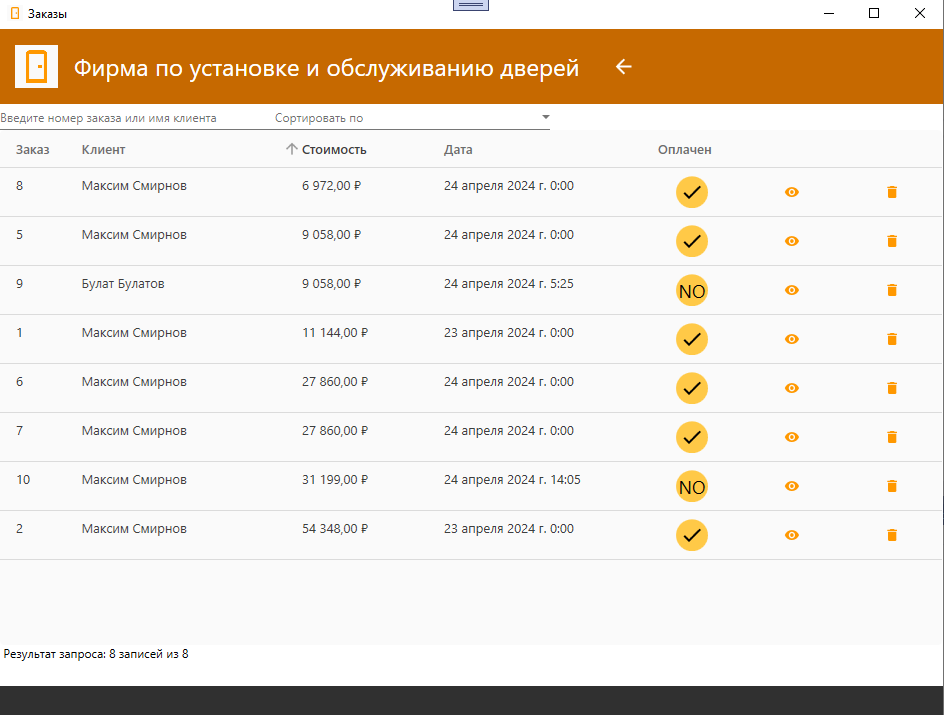 Заказы
Фирма по установке и обслуживанию дверей
Введите номер заказа или имя клиента Сортировать по
Заказ Клиент Стоимость Дата Оплачен
8 Максим Смирнов 6 972,00 ₽ 24 апреля 2024 г. 0:00
5 Максим Смирнов 9 058,00 ₽ 24 апреля 2024 г. 0:00
9 Булат Булатов 9 058,00 ₽ 24 апреля 2024 г. 5:25 NO
1 Максим Смирнов 11 144,00 ₽ 23 апреля 2024 г. 0:00
6 Максим Смирнов 27 860,00 ₽ 24 апреля 2024 г. 0:00
7 Максим Смирнов 27 860,00 ₽ 24 апреля 2024 г. 0:00
10 Максим Смирнов 31 199,00 ₽ 24 апреля 2024 г. 14:05 NO
2 Максим Смирнов 54 348,00 ₽ 23 апреля 2024 г. 0:00
Результат запроса: 8 записей из 8